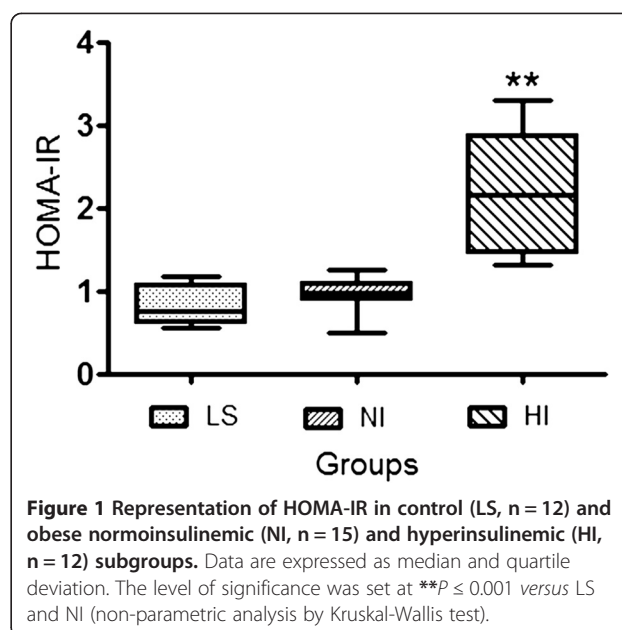 4
3
2
1
0
HOMA-IR
**
LS NI HI
Groups
Figure 1 Representation of HOMA-IR in control (LS, n = 12) and
obese normoinsulinemic (NI, n = 15) and hyperinsulinemic (HI,
n = 12) subgroups. Data are expressed as median and quartile
deviation. The level of significance was set at **P ≤ 0.001 versus LS
and NI (non-parametric analysis by Kruskal-Wallis test).